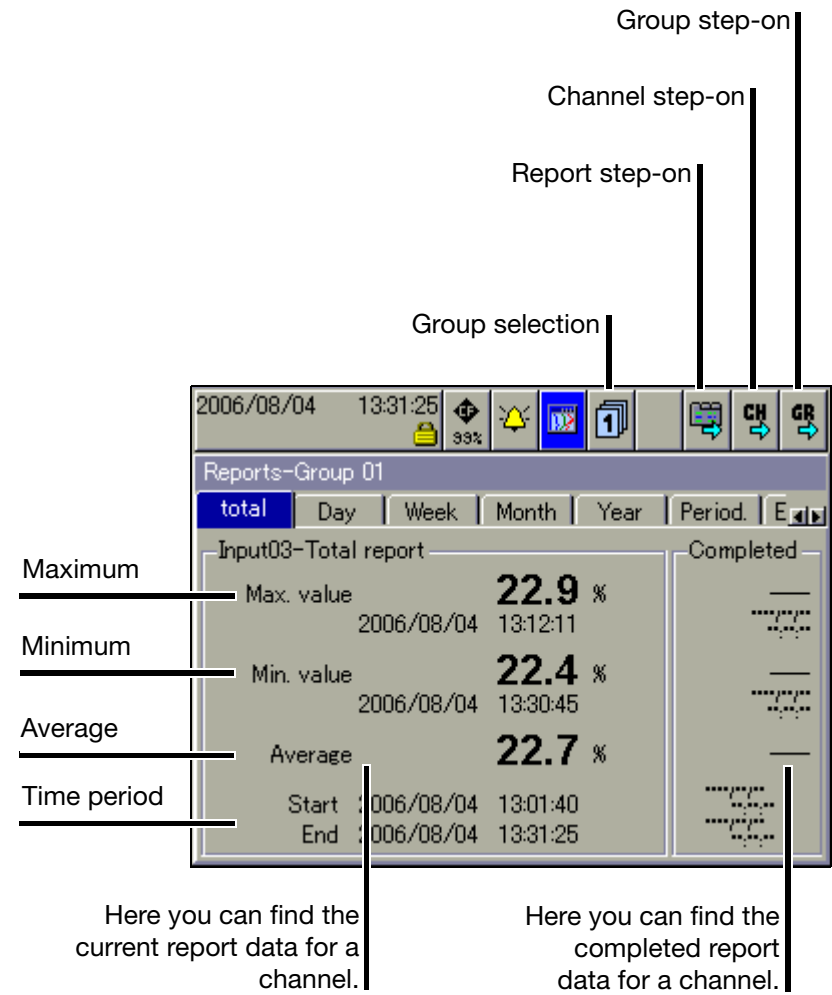 Group step-on
Channel step-on
Report step-on
Group selection
2006/08/04 13:31:25
99%
1
CH
GR
Reports-Group 01
total Day Week Month Year Period. E
Input03-Total report
Completed
Maximum
Max. value 22.9 %
2006/08/04 13:12:11
Minimum
Min. value 22.4 %
2006/08/04 13:30:45
Average
Average 22.7 %
Time period
Start 2006/08/04 13:01:40
End 2006/08/04 13:31:25
Here you can find the
current report data for a
channel.
Here you can find the
completed report
data for a channel.